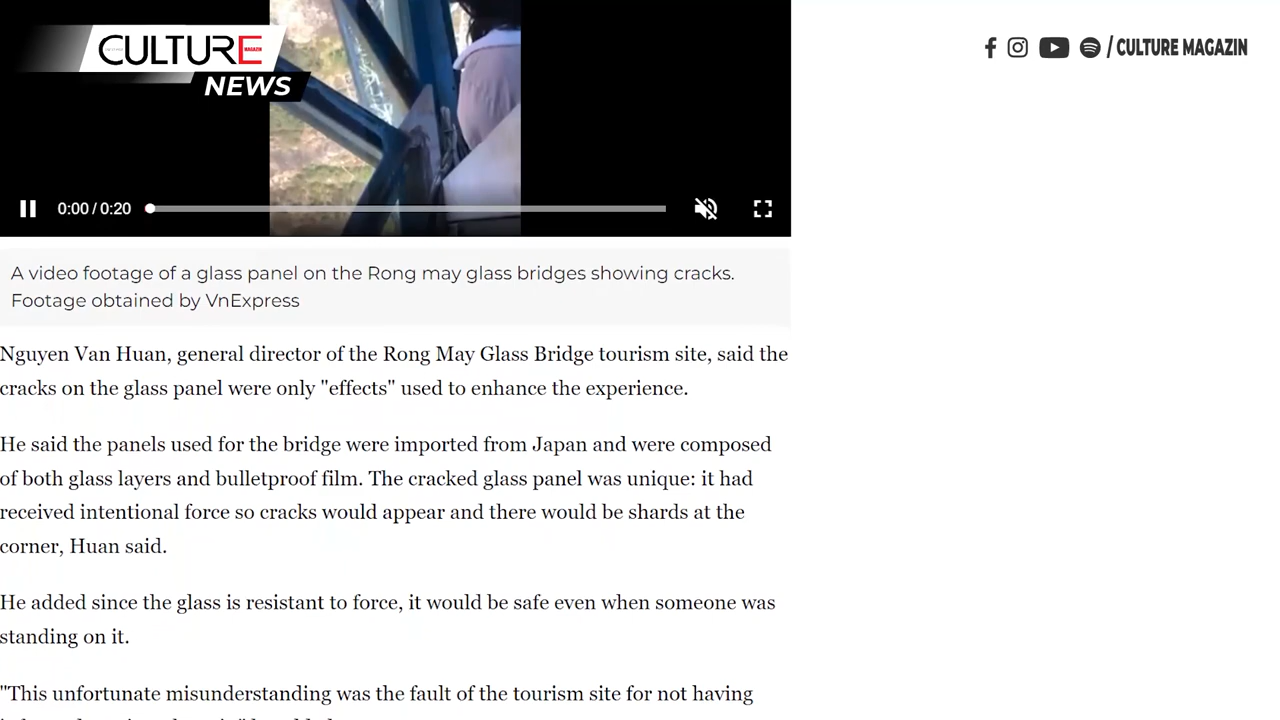 CULTURE
MAGAZIN
NEWS
/ CULTURE MAGAZIN
0:00 / 0:20
A video footage of a glass panel on the Rong may glass bridges showing cracks.
Footage obtained by VnExpress
Nguyen Van Huan, general director of the Rong May Glass Bridge tourism site, said the
cracks on the glass panel were only "effects" used to enhance the experience.
He said the panels used for the bridge were imported from Japan and were composed
of both glass layers and bulletproof film. The cracked glass panel was unique: it had
received intentional force so cracks would appear and there would be shards at the
corner, Huan said.
He added since the glass is resistant to force, it would be safe even when someone was
standing on it.
"This unfortunate misunderstanding was the fault of the tourism site for not having